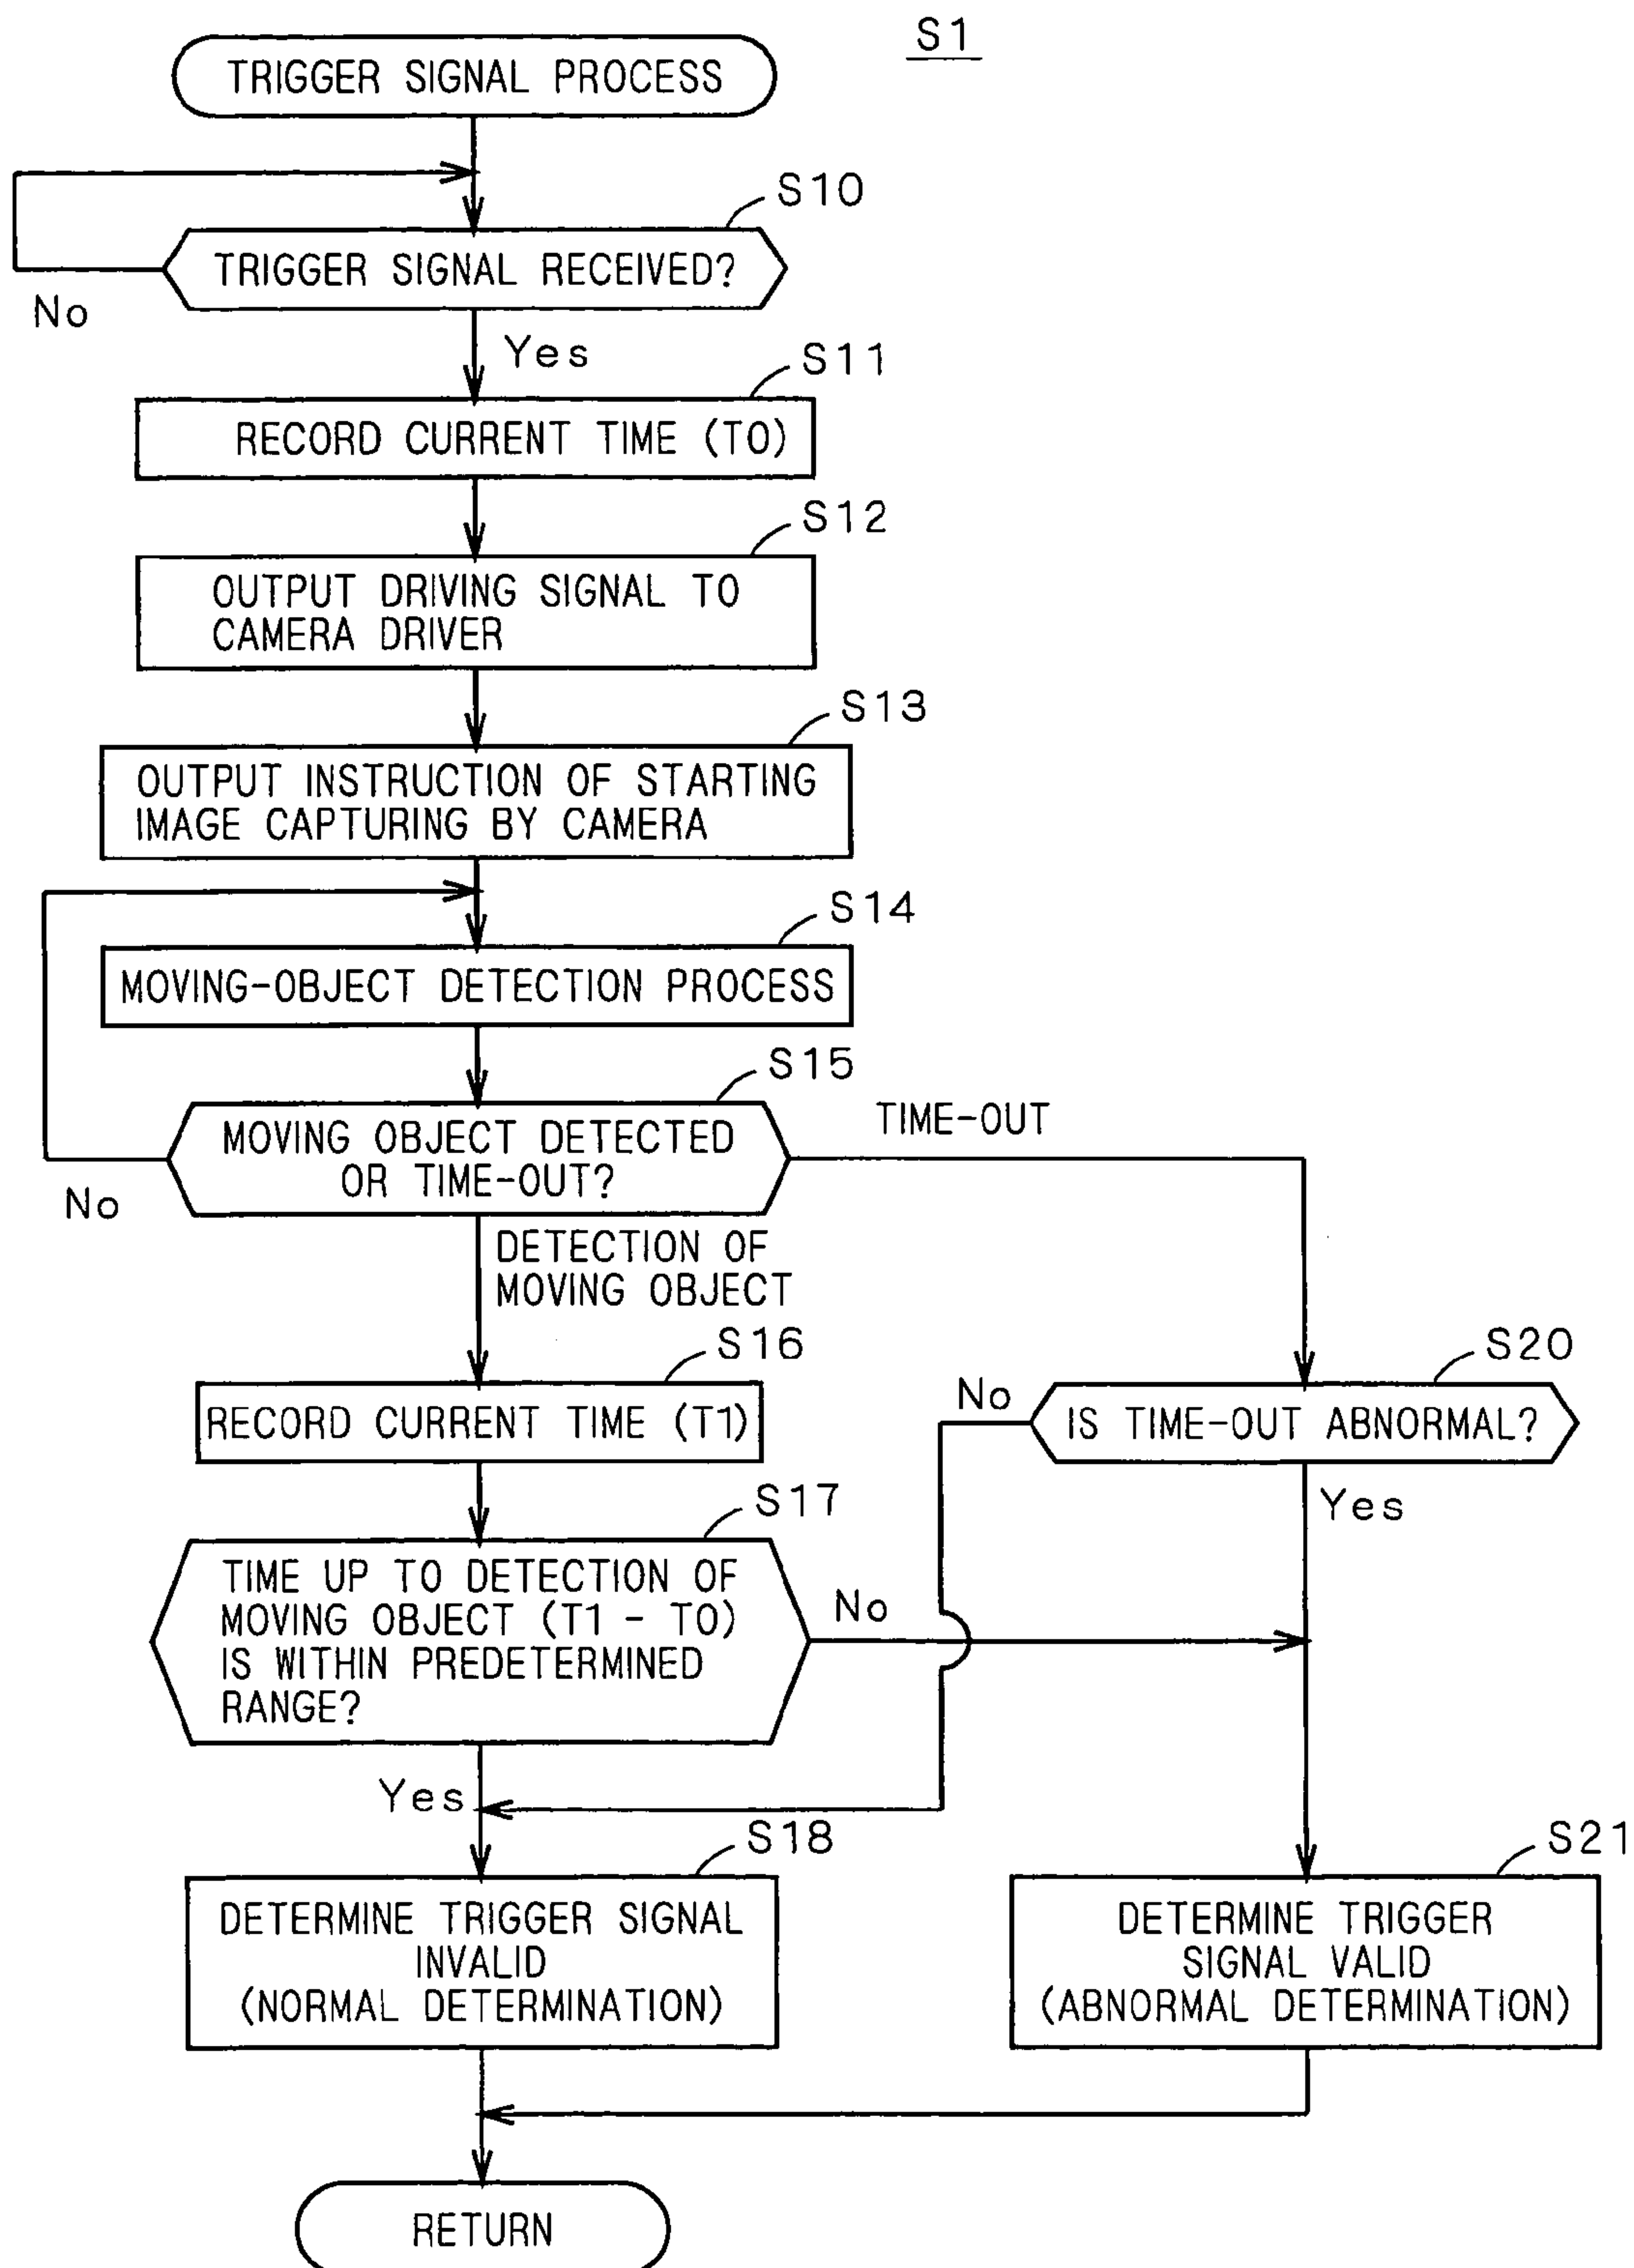 S1
TRIGGER SIGNAL PROCESS
S10
TRIGGER SIGNAL RECEIVED?
No
Yes
S11
RECORD CURRENT TIME (T0)
S12
OUTPUT DRIVING SIGNAL TO
CAMERA DRIVER
S13
OUTPUT INSTRUCTION OF STARTING
IMAGE CAPTURING BY CAMERA
S14
MOVING-OBJECT DETECTION PROCESS
S15
MOVING OBJECT DETECTED
OR TIME-OUT?
TIME-OUT
No
DETECTION OF
MOVING OBJECT
S16
RECORD CURRENT TIME (T1)
S20
No
IS TIME-OUT ABNORMAL?
Yes
S17
TIME UP TO DETECTION OF
MOVING OBJECT (T1 - T0)
IS WITHIN PREDETERMINED
RANGE?
No
Yes
S18
DETERMINE TRIGGER SIGNAL
INVALID
(NORMAL DETERMINATION)
S21
DETERMINE TRIGGER
SIGNAL VALID
(ABNORMAL DETERMINATION)
RETURN